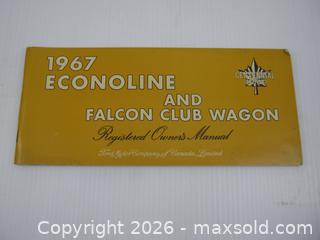 1967
ECONOLINE
AND
FALCON CLUB WAGON
Registered Owner's Manual
Ford Motor Company of Canada, Limited
CENTENNIAL
© Copyright 2026 - maxsold.com